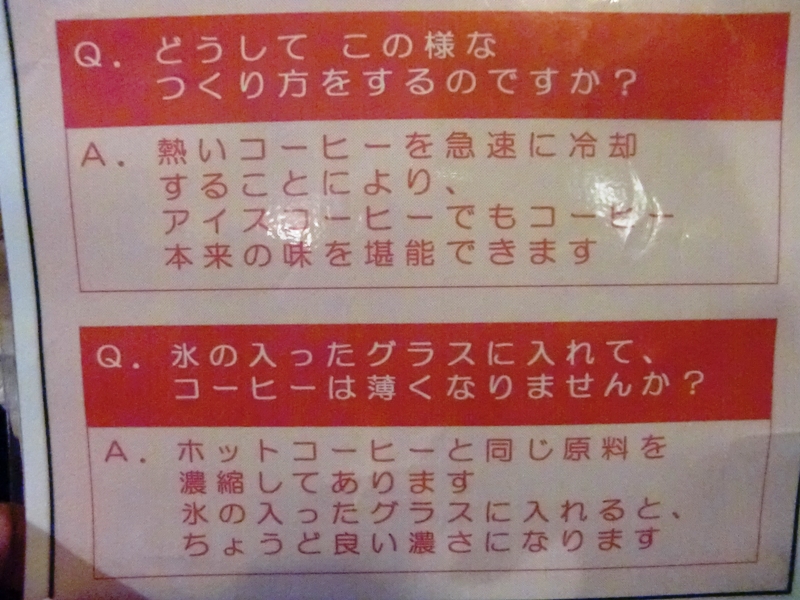 Q. どうして この様な
つくり方をするのですか？
A. 熱いコーヒーを急速に冷却
することにより、
アイスコーヒーでもコーヒー
本来の味を堪能できます
Q. 氷の入ったグラスに入れて、
コーヒーは薄くなりませんか？
A. ホットコーヒーと同じ原料を
濃縮してあります
氷の入ったグラスに入れると、
ちょうど良い濃さになります